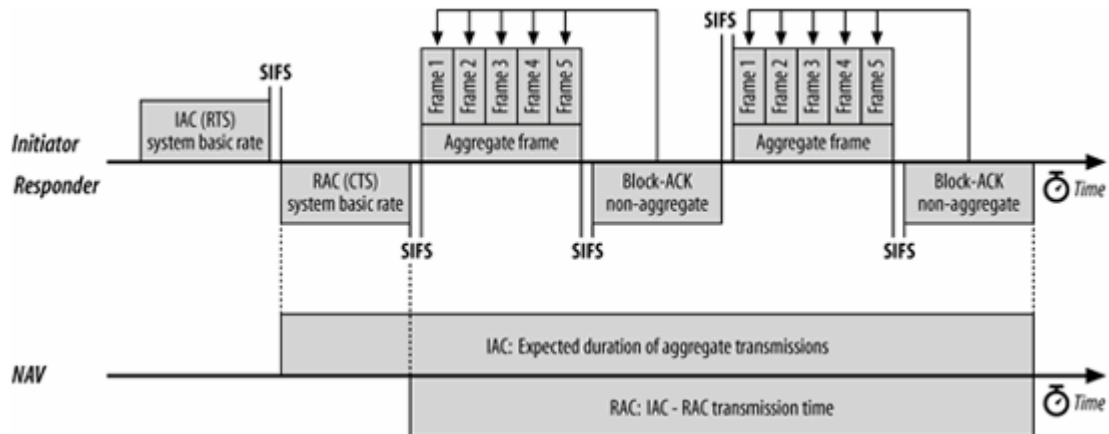 SIFS
Frame 1
Frame 2
Frame 3
Frame 4
Frame 5
SIFS
Frame 1
Frame 2
Frame 3
Frame 4
Frame 5
IAC (RTS)
system basic rate
Aggregate frame
Aggregate frame
Initiator
Responder
RAC (CTS)
system basic rate
Block-ACK
non-aggregate
Block-ACK
non-aggregate
Time
SIFS
SIFS
SIFS
IAC: Expected duration of aggregate transmissions
NAV
RAC: IAC - RAC transmission time
Time